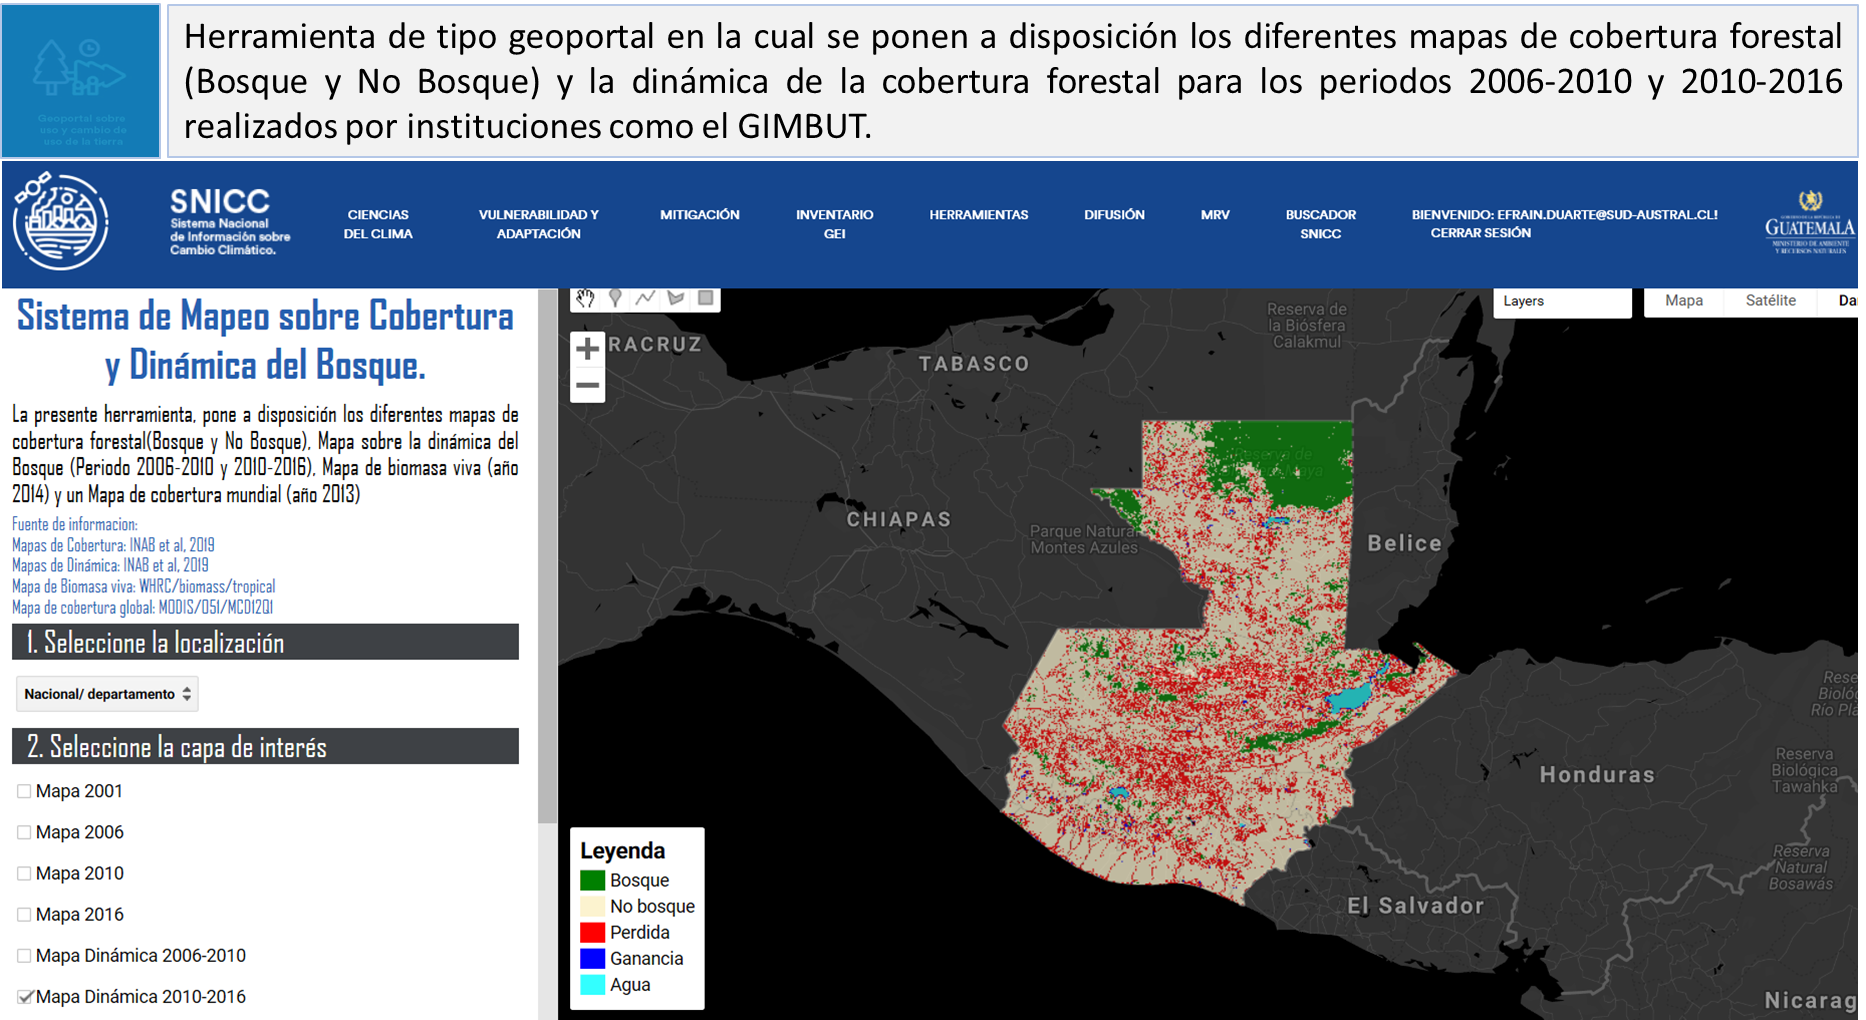 Geoportal sobre
uso y cambio de
uso de la tierra
Herramienta de tipo geoportal en la cual se ponen a disposición los diferentes mapas de cobertura forestal
(Bosque y No Bosque) y la dinámica de la cobertura forestal para los periodos 2006-2010 y 2010-2016
realizados por instituciones como el GIMBUT.
SNICC
Sistema Nacional
de Información sobre
Cambio Climático.
CIENCIAS
DEL CLIMA
VULNERABILIDAD Y
ADAPTACIÓN
MITIGACIÓN
INVENTARIO
GEI
HERRAMIENTAS
DIFUSIÓN
MRV
BUSCADOR
SNICC
BIENVENIDO: EFRAIN.DUARTE@SUD-AUSTRAL.CL!
CERRAR SESIÓN
GUATEMALA
MINISTERIO DE AMBIENTE
Y RECURSOS NATURALES
Sistema de Mapeo sobre Cobertura
y Dinámica del Bosque.
La presente herramienta, pone a disposición los diferentes mapas de
cobertura forestal(Bosque y No Bosque), Mapa sobre la dinámica del
Bosque (Periodo 2006-2010 y 2010-2016), Mapa de biomasa viva (año
2014) y un Mapa de cobertura mundial (año 2013)
Fuente de informacion:
Mapas de Cobertura: INAB et al, 2019
Mapas de Dinámica: INAB et al, 2019
Mapa de Biomasa viva: WHRC/biomass/tropical
Mapa de cobertura global: MODIS/051/MCD12Q1
1. Seleccione la localización
Nacional/ departamento
2. Seleccione la capa de interés
Mapa 2001
Mapa 2006
Mapa 2010
Mapa 2016
Mapa Dinámica 2006-2010
Mapa Dinámica 2010-2016
Layers
Mapa
Satélite
Da
RACRUZ
TABASCO
Reserva de
la Biósfera
Calakmul
CHIAPAS
Parque Natural
Montes Azules
Reserva de
Belice
Honduras
El Salvador
Rese
Bioló
Río Plá
Reserva
Biológica
Tawahka
Reserva
Natural
Bosawás
Nicarag
Leyenda
Bosque
No bosque
Perdida
Ganancia
Agua